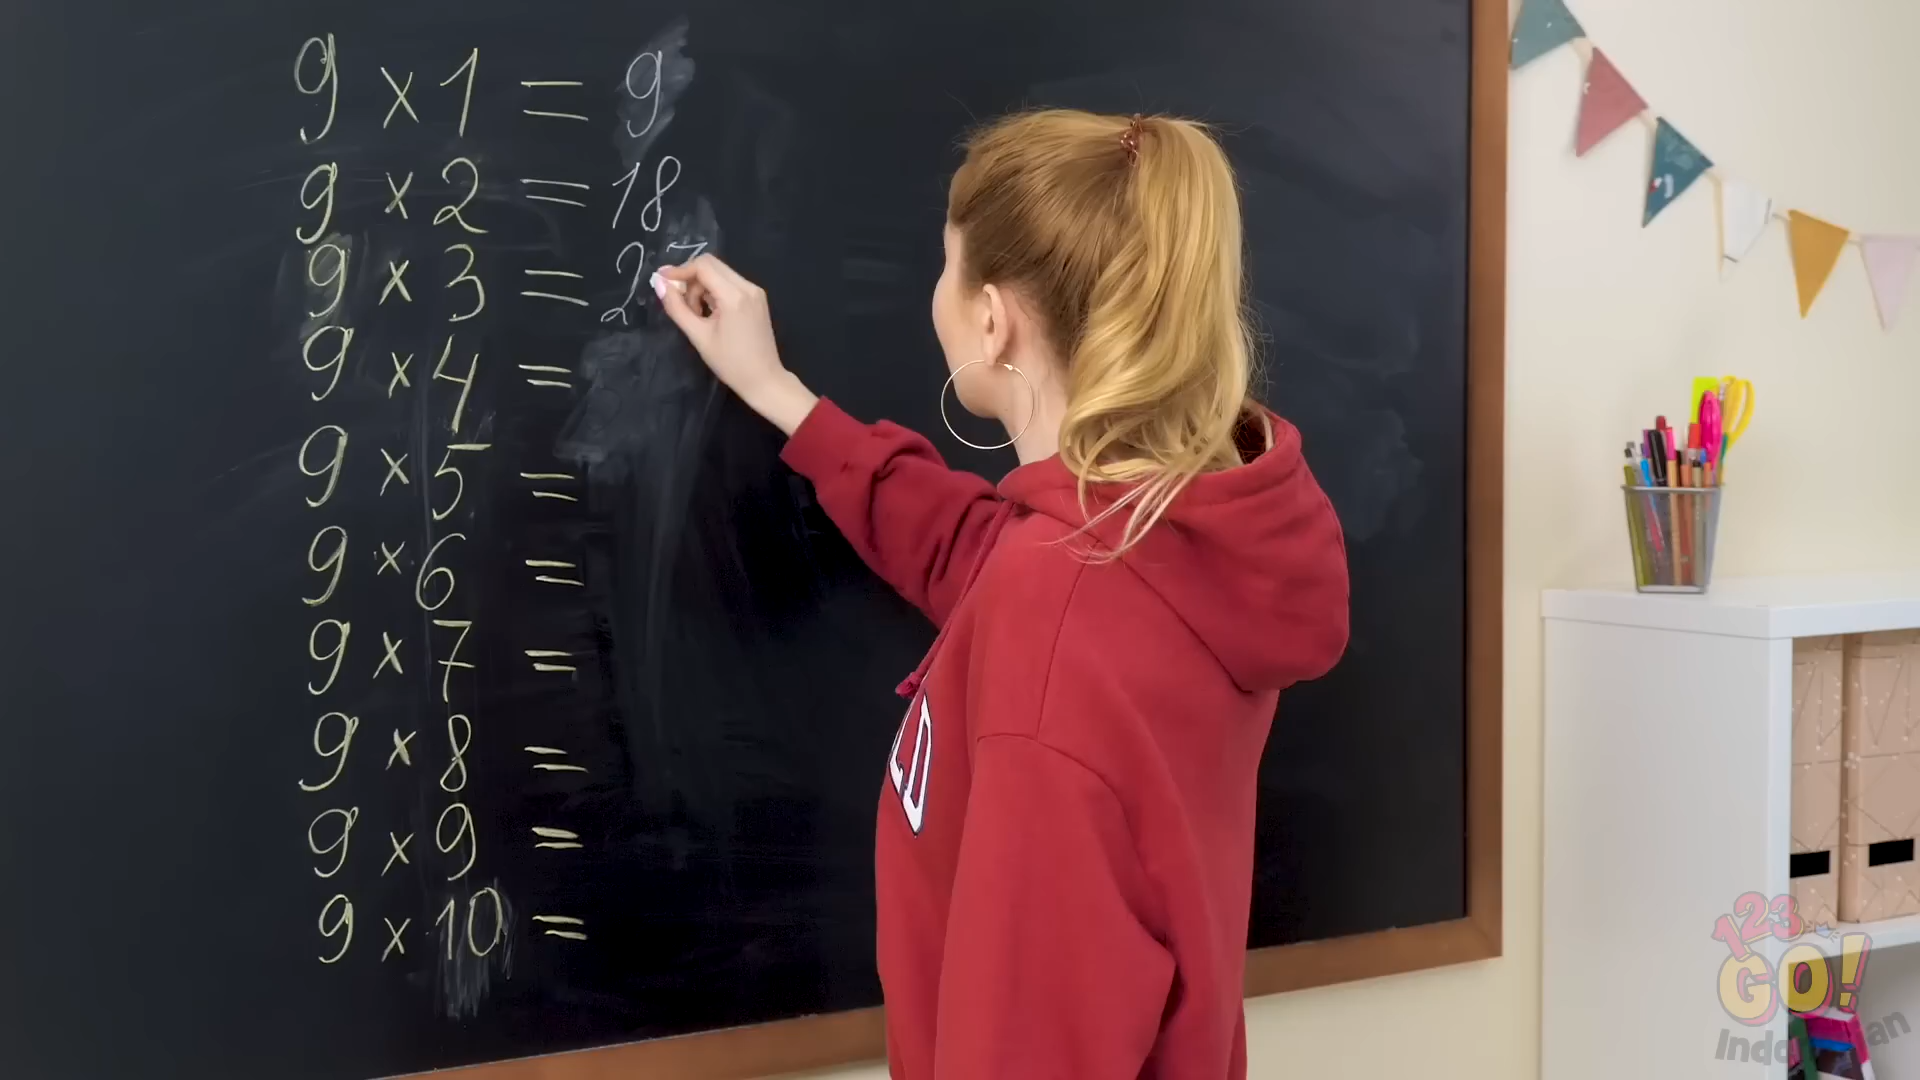 9 x 1 = 9
9 x 2 = 18
9 x 3 = 27
9 x 4 =
9 x 5 =
9 x 6 =
9 x 7 =
9 x 8 =
9 x 9 =
9 x 10 =
LD
123
GO!